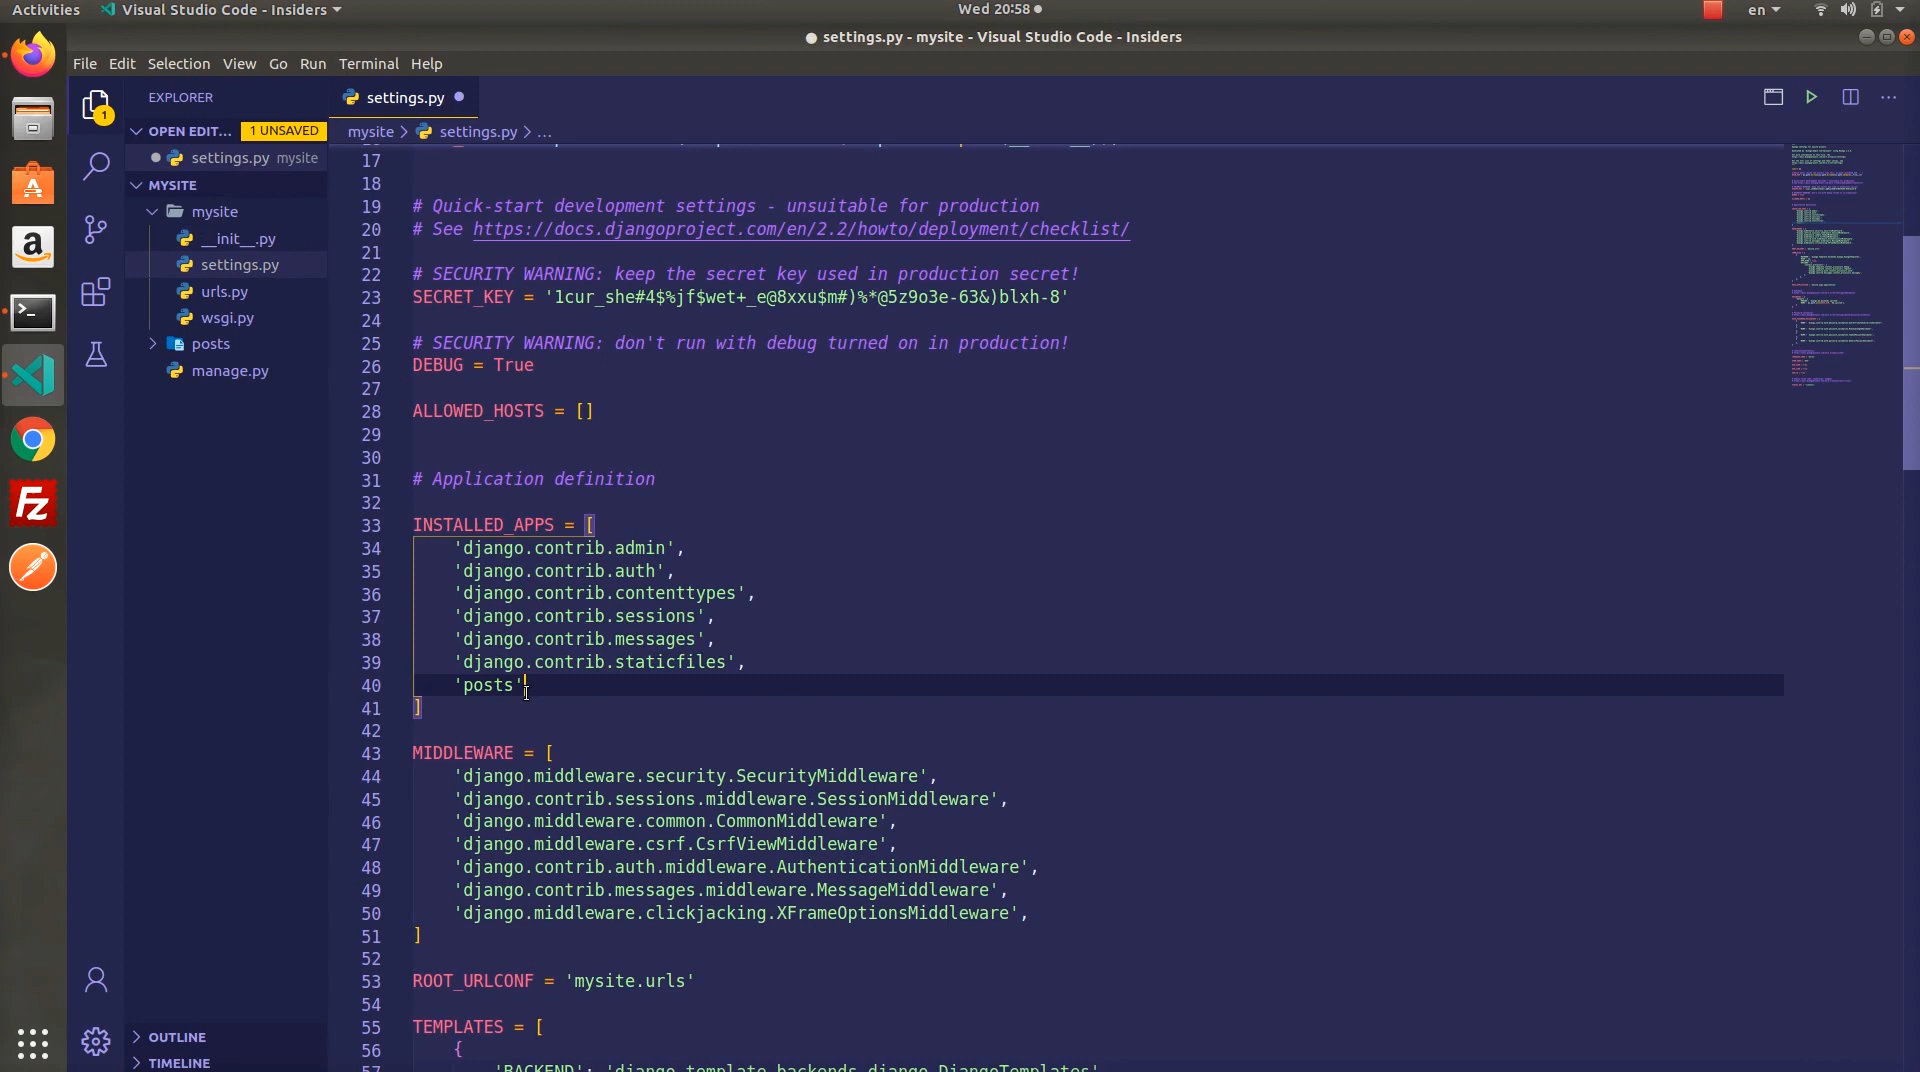 Activities Visual Studio Code - Insiders Wed 20:58 en
settings.py - mysite - Visual Studio Code - Insiders
File Edit Selection View Go Run Terminal Help
EXPLORER
settings.py
1
OPEN EDIT... 1 UNSAVED
mysite > settings.py > ...
settings.py mysite
MYSITE
mysite
__init__.py
settings.py
urls.py
wsgi.py
posts
manage.py
OUTLINE
TIMELINE
17
18
19 # Quick-start development settings - unsuitable for production
20 # See https://docs.djangoproject.com/en/2.2/howto/deployment/checklist/
21
22 # SECURITY WARNING: keep the secret key used in production secret!
23 SECRET_KEY = '1cur_she#4$%jf$wet+_e@8xxu$m#)%*@5z9o3e-63&)blxh-8'
24
25 # SECURITY WARNING: don't run with debug turned on in production!
26 DEBUG = True
27
28 ALLOWED_HOSTS = []
29
30
31 # Application definition
32
33 INSTALLED_APPS = [
34 'django.contrib.admin',
35 'django.contrib.auth',
36 'django.contrib.contenttypes',
37 'django.contrib.sessions',
38 'django.contrib.messages',
39 'django.contrib.staticfiles',
40 'posts'
41 ]
42
43 MIDDLEWARE = [
44 'django.middleware.security.SecurityMiddleware',
45 'django.contrib.sessions.middleware.SessionMiddleware',
46 'django.middleware.common.CommonMiddleware',
47 'django.middleware.csrf.CsrfViewMiddleware',
48 'django.contrib.auth.middleware.AuthenticationMiddleware',
49 'django.contrib.messages.middleware.MessageMiddleware',
50 'django.middleware.clickjacking.XFrameOptionsMiddleware',
51 ]
52
53 ROOT_URLCONF = 'mysite.urls'
54
55 TEMPLATES = [
56 {
57 'BACKEND': 'django.template.backends.django.DjangoTemplates'